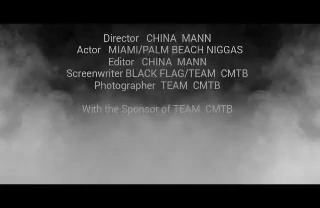 Director CHINA MANN
Actor MIAMI/PALM BEACH NIGGAS
Editor CHINA MANN
Screenwriter BLACK FLAG/TEAM CMTB
Photographer TEAM CMTB
With the Sponsor of TEAM CMTB